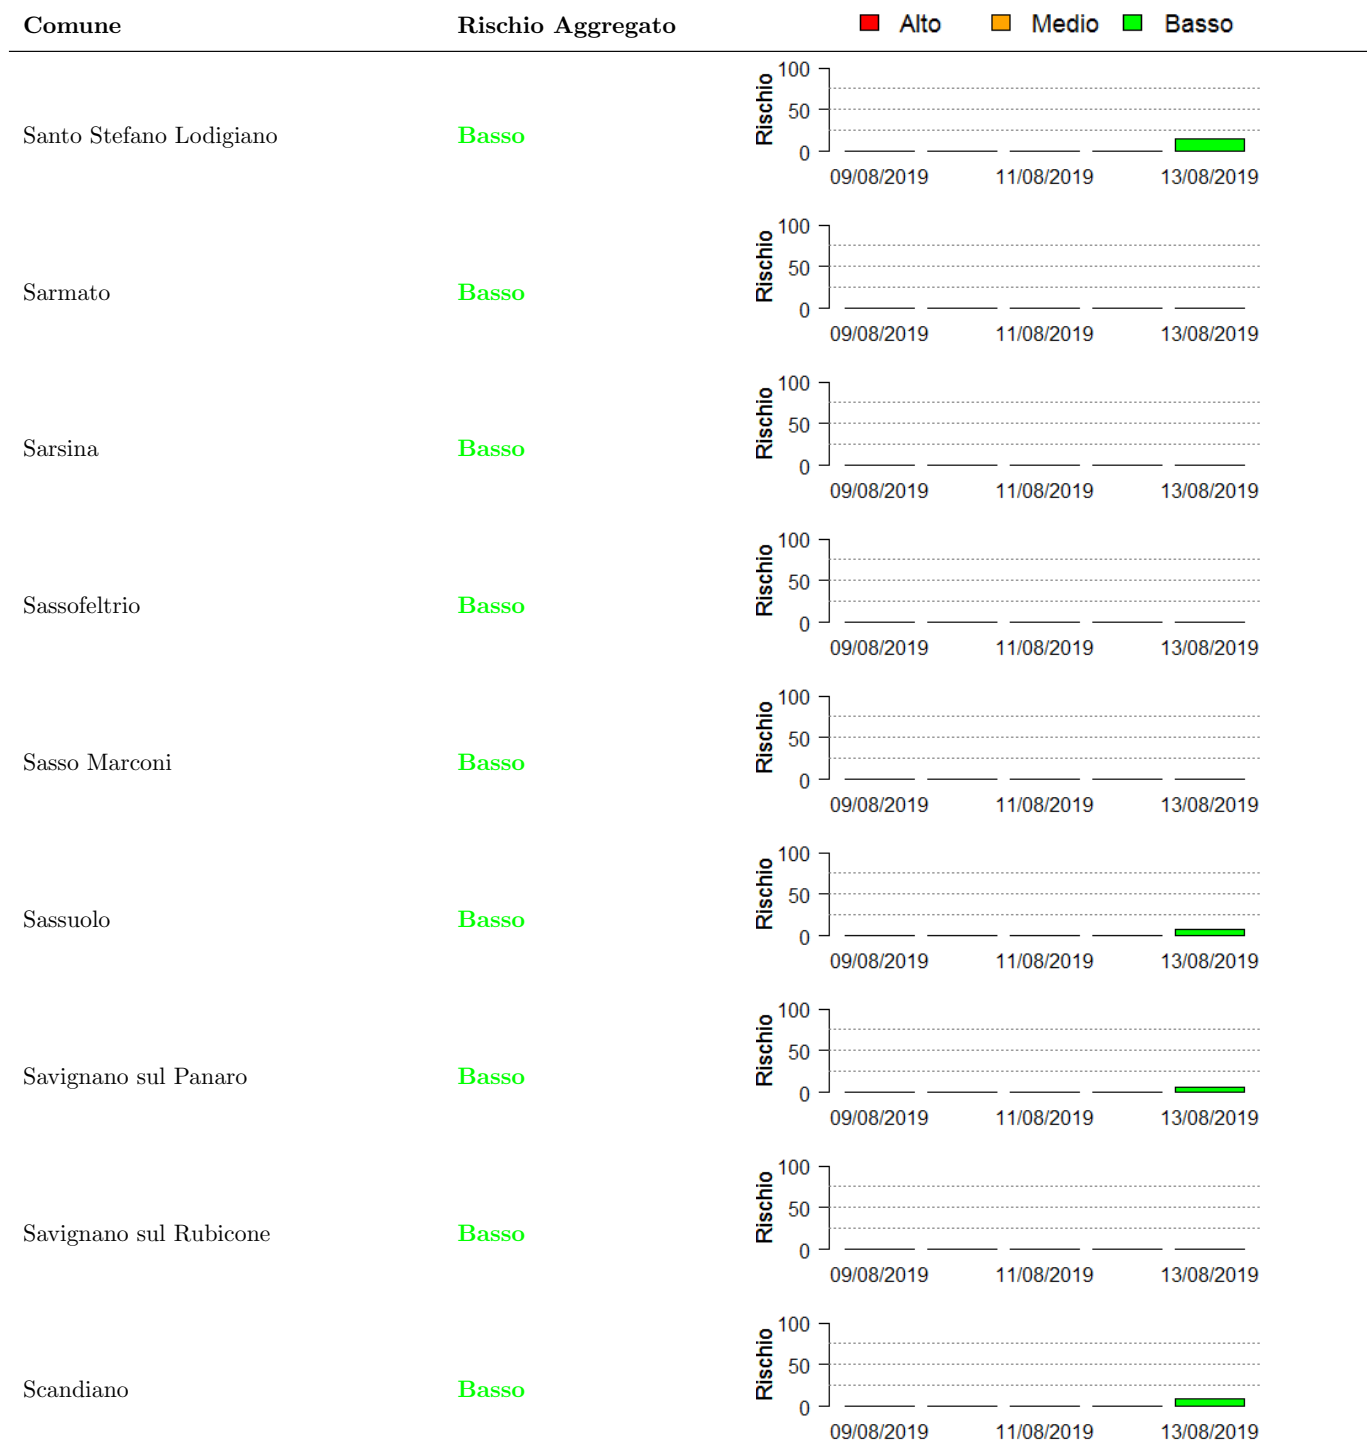 Comune Rischio Aggregato Alto Medio Basso
Santo Stefano Lodigiano Basso
Rischio
100
50
0
09/08/2019 11/08/2019 13/08/2019
Sarmato Basso
Rischio
100
50
0
09/08/2019 11/08/2019 13/08/2019
Sarsina Basso
Rischio
100
50
0
09/08/2019 11/08/2019 13/08/2019
Sassofeltrio Basso
Rischio
100
50
0
09/08/2019 11/08/2019 13/08/2019
Sasso Marconi Basso
Rischio
100
50
0
09/08/2019 11/08/2019 13/08/2019
Sassuolo Basso
Rischio
100
50
0
09/08/2019 11/08/2019 13/08/2019
Savignano sul Panaro Basso
Rischio
100
50
0
09/08/2019 11/08/2019 13/08/2019
Savignano sul Rubicone Basso
Rischio
100
50
0
09/08/2019 11/08/2019 13/08/2019
Scandiano Basso
Rischio
100
50
0
09/08/2019 11/08/2019 13/08/2019